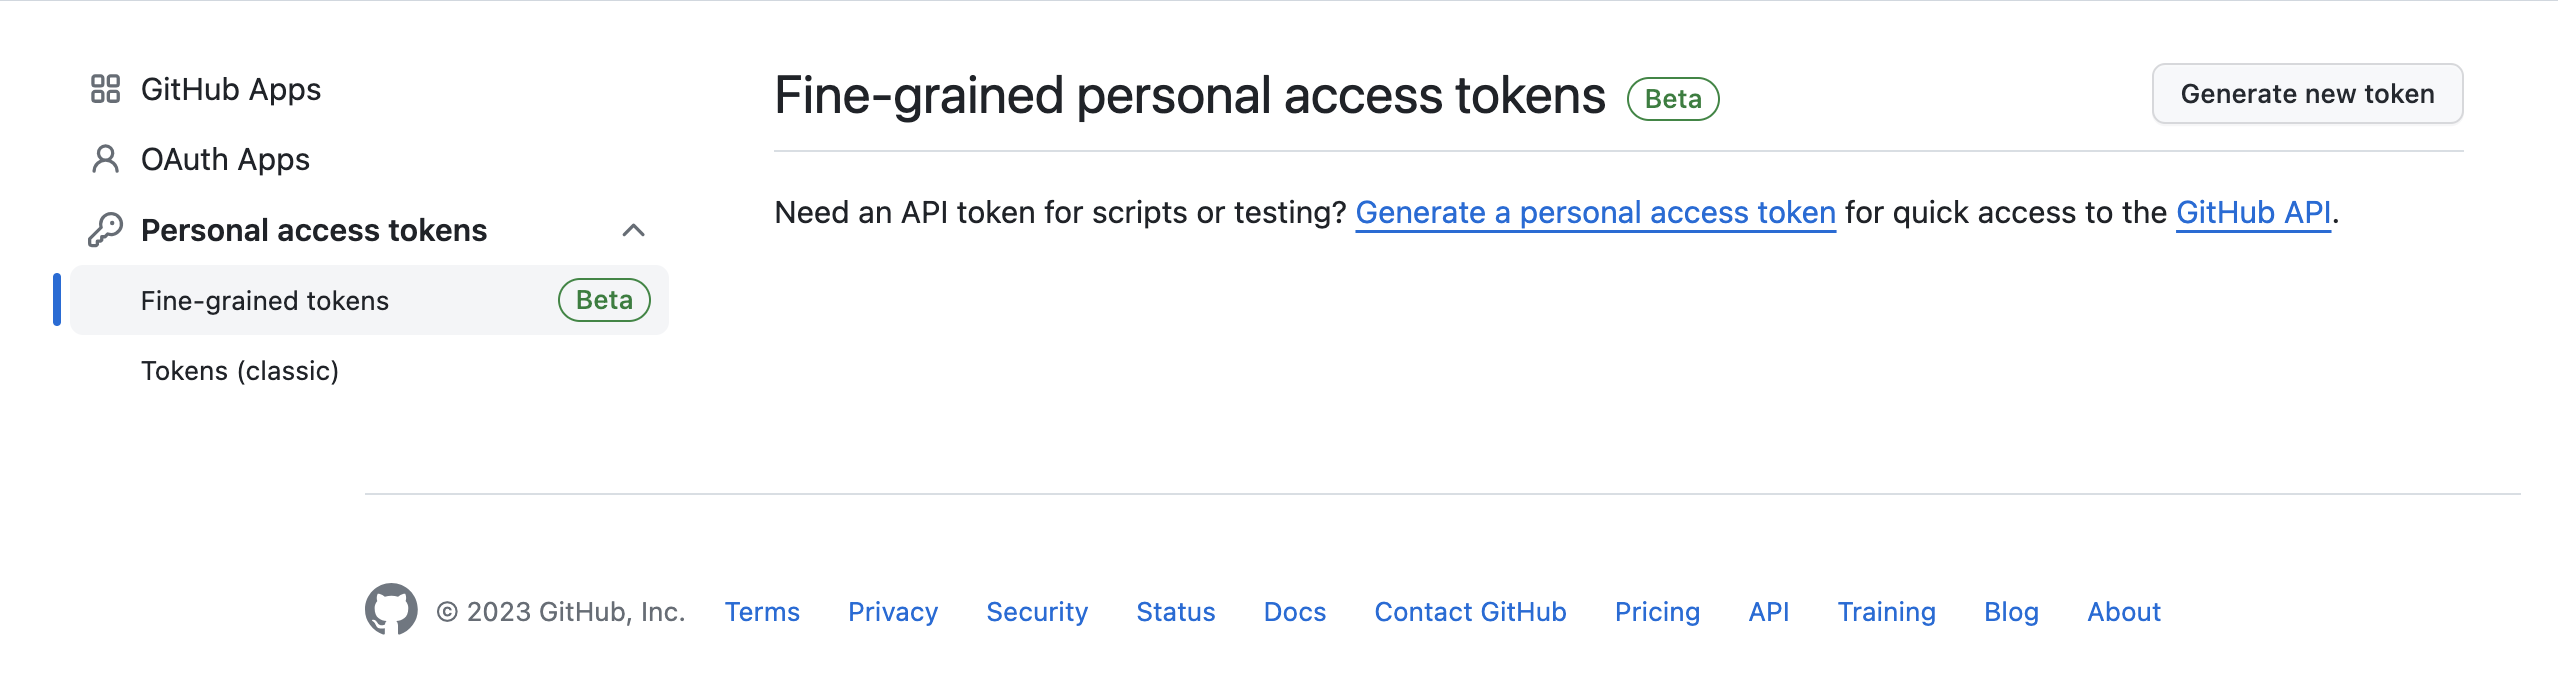 GitHub Apps
OAuth Apps
Personal access tokens
Fine-grained tokens Beta
Tokens (classic)
Fine-grained personal access tokens Beta
Generate new token
Need an API token for scripts or testing? Generate a personal access token for quick access to the GitHub API.
© 2023 GitHub, Inc. Terms Privacy Security Status Docs Contact GitHub Pricing API Training Blog About